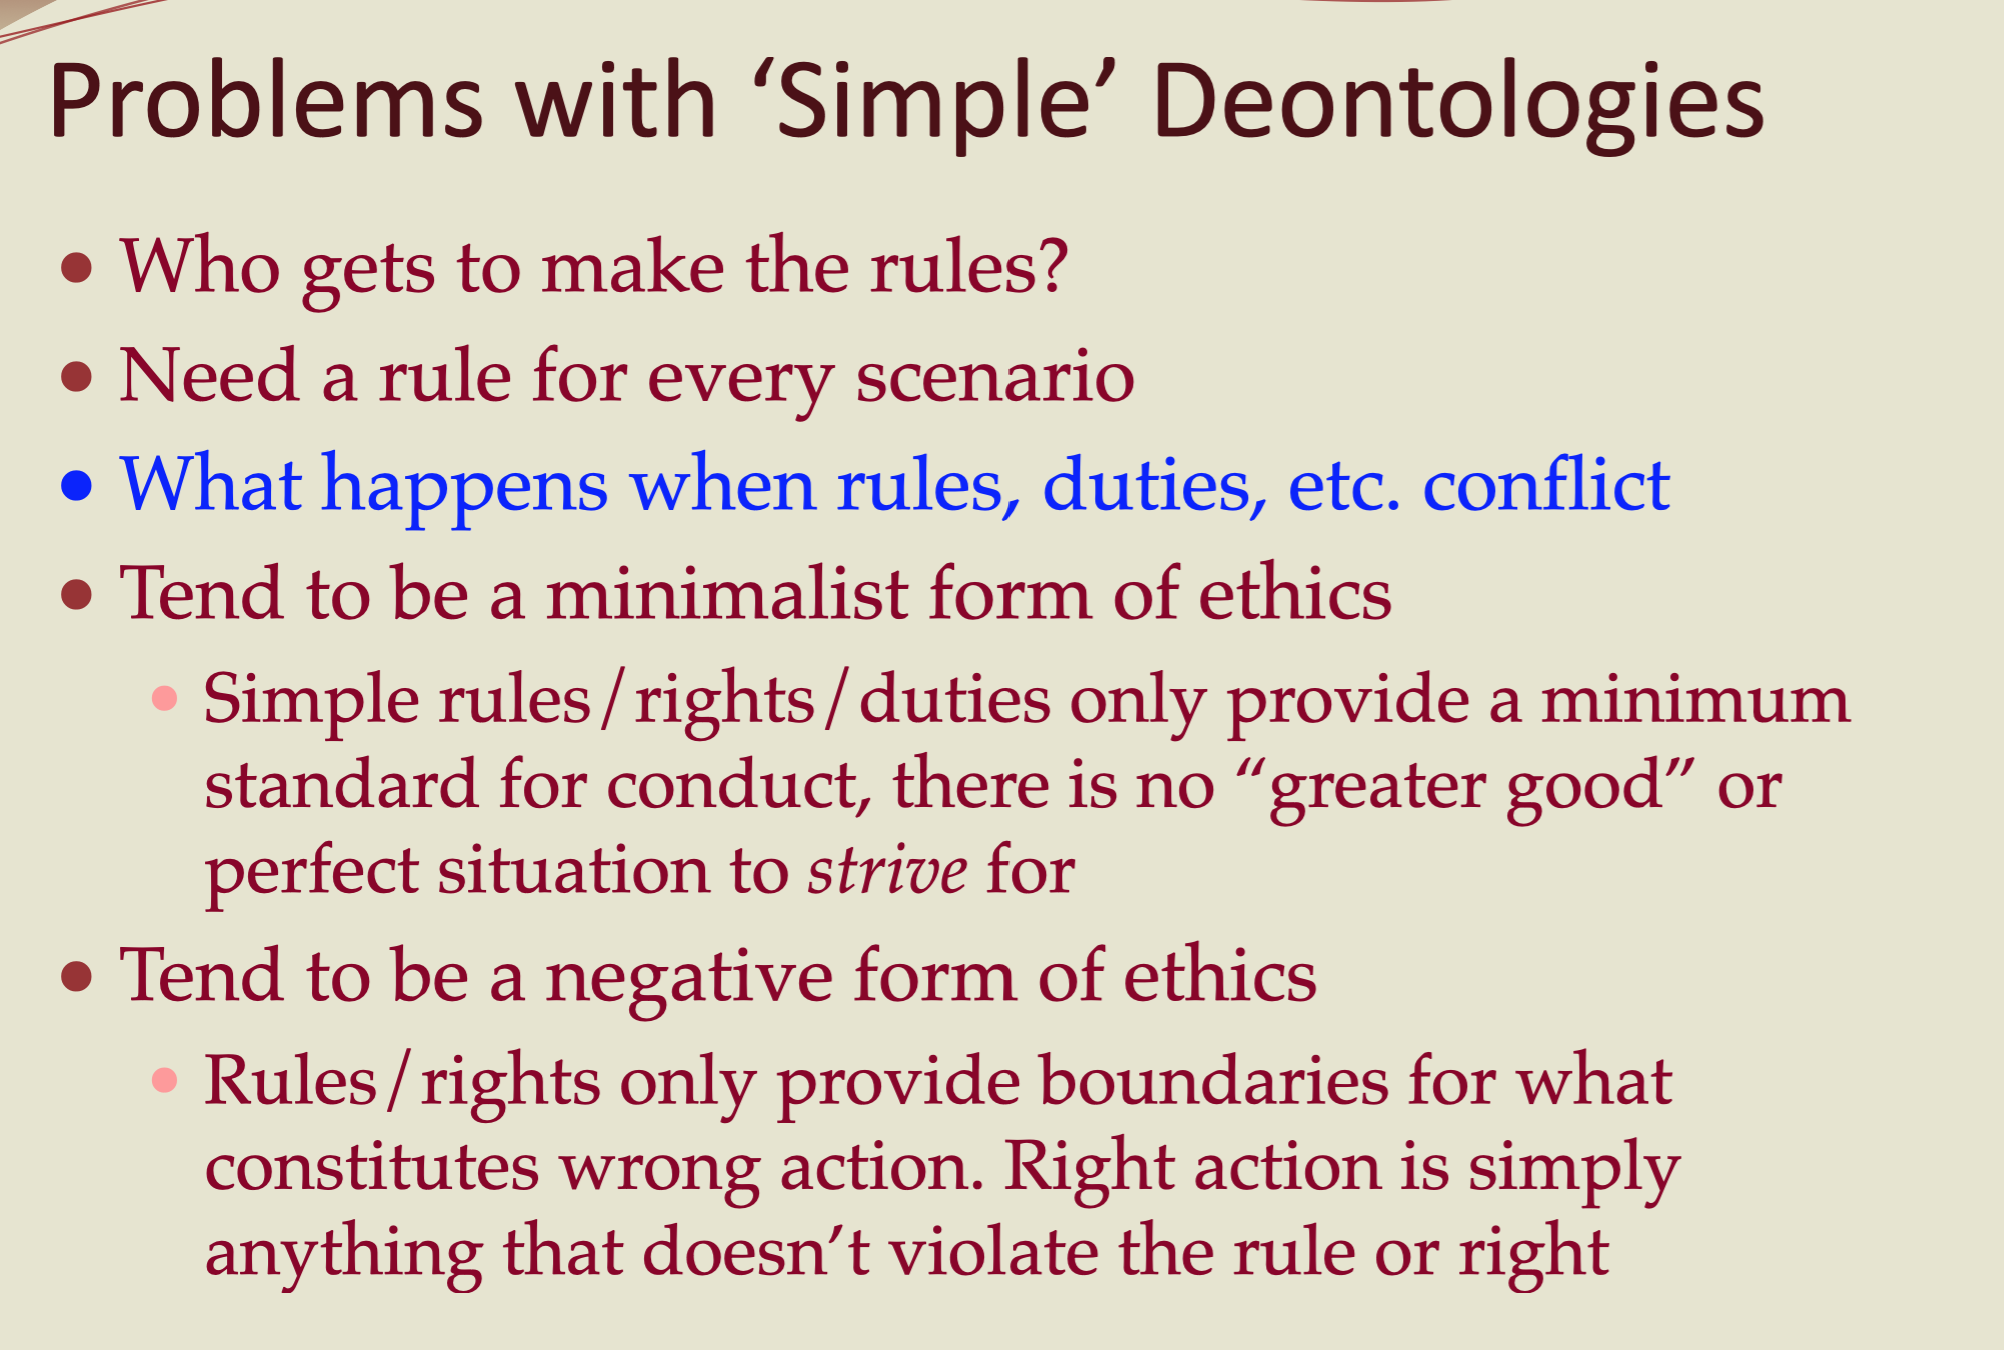 Problems with ‘Simple’ Deontologies
• Who gets to make the rules?
• Need a rule for every scenario
• What happens when rules, duties, etc. conflict
• Tend to be a minimalist form of ethics
• Simple rules/rights/duties only provide a minimum
standard for conduct, there is no “greater good” or
perfect situation to strive for
• Tend to be a negative form of ethics
• Rules/rights only provide boundaries for what
constitutes wrong action. Right action is simply
anything that doesn’t violate the rule or right